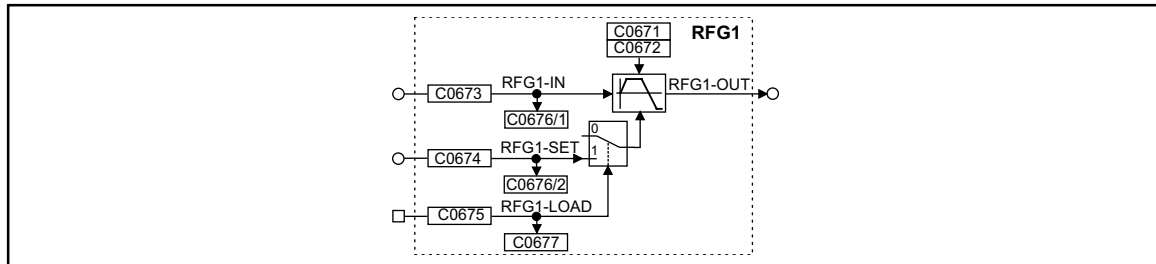 C0671
RFG1
C0672
RFG1-IN
RFG1-OUT
C0673
C0676/1
0
RFG1-SET
1
C0674
C0676/2
RFG1-LOAD
C0675
C0677